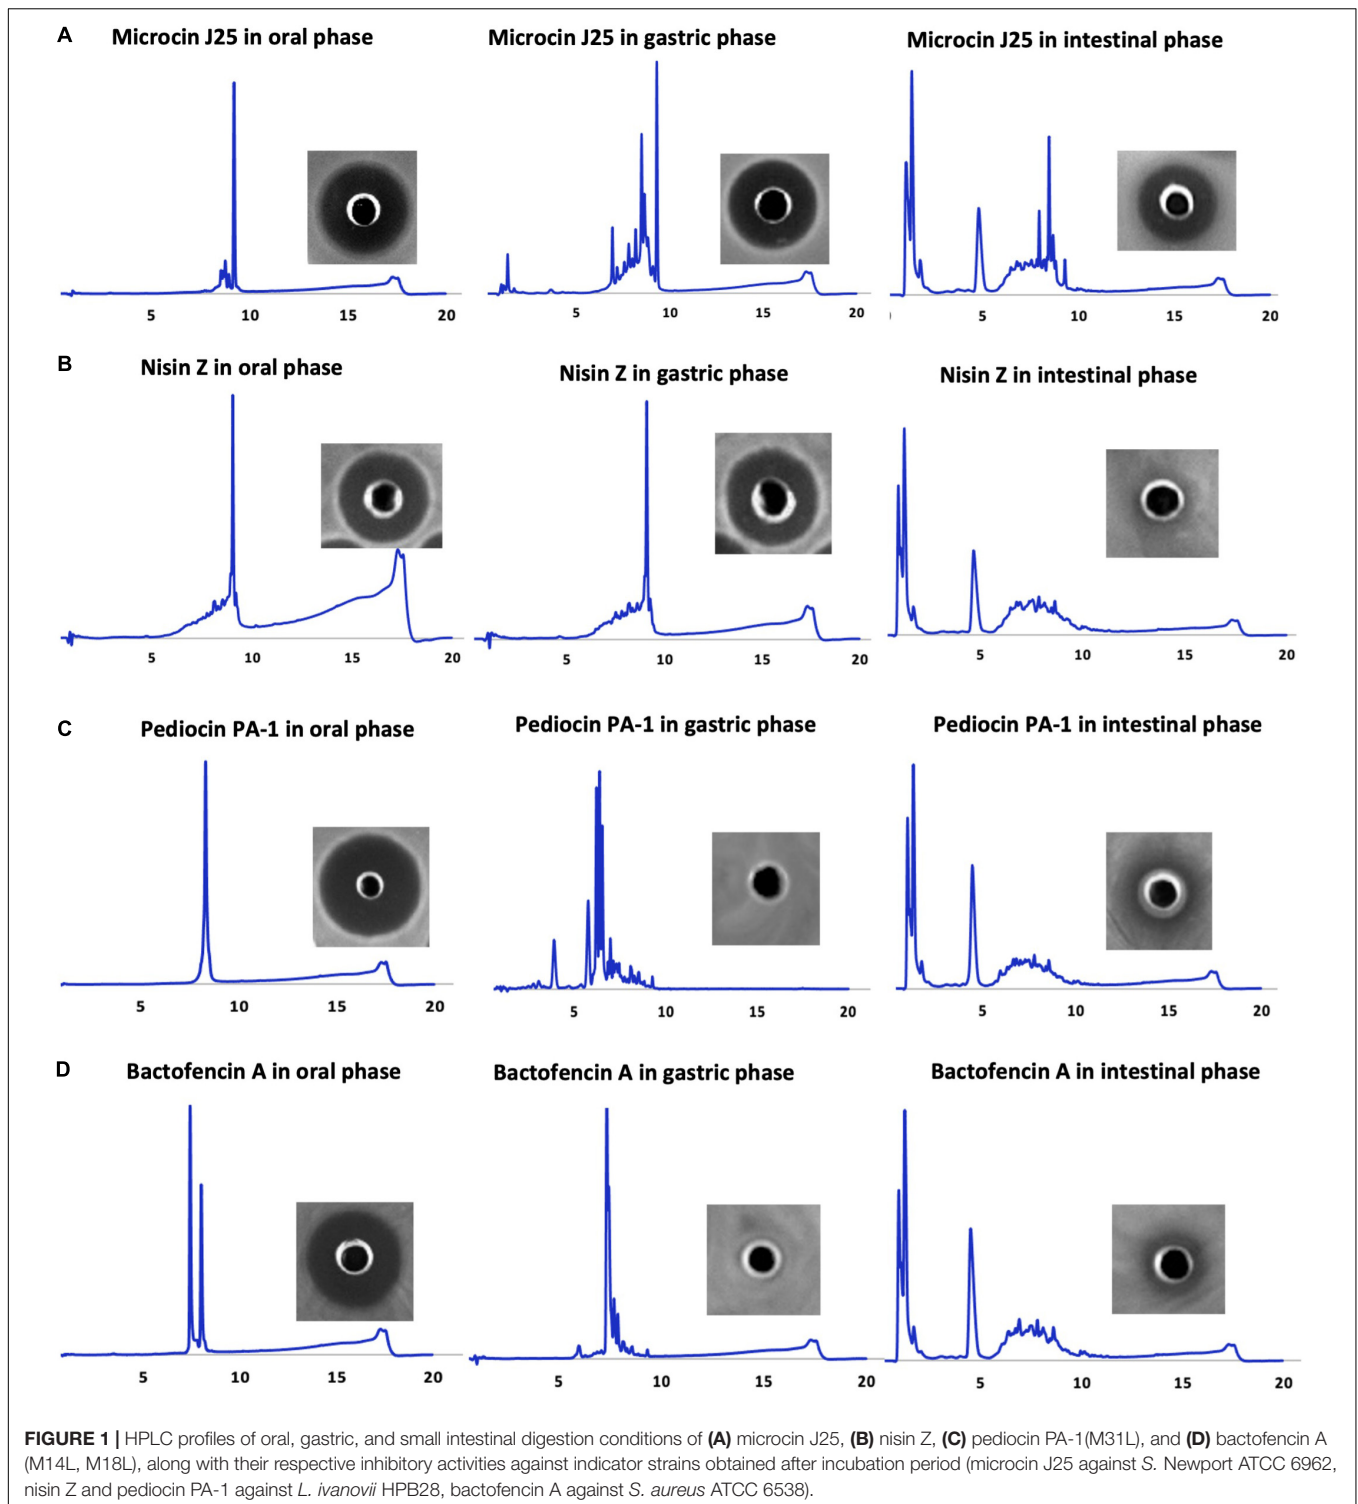 A
Microcin J25 in oral phase
Microcin J25 in gastric phase
Microcin J25 in intestinal phase
5 10 15 20
5 10 15 20
5 10 15 20
B
Nisin Z in oral phase
Nisin Z in gastric phase
Nisin Z in intestinal phase
5 10 15 20
5 10 15 20
5 10 15 20
C
Pediocin PA-1 in oral phase
Pediocin PA-1 in gastric phase
Pediocin PA-1 in intestinal phase
5 10 15 20
5 10 15 20
5 10 15 20
D
Bactofencin A in oral phase
Bactofencin A in gastric phase
Bactofencin A in intestinal phase
5 10 15 20
5 10 15 20
5 10 15 20
FIGURE 1 | HPLC profiles of oral, gastric, and small intestinal digestion conditions of (A) microcin J25, (B) nisin Z, (C) pediocin PA-1(M31L), and (D) bactofencin A
(M14L, M18L), along with their respective inhibitory activities against indicator strains obtained after incubation period (microcin J25 against S. Newport ATCC 6962,
nisin Z and pediocin PA-1 against L. ivanovii HPB28, bactofencin A against S. aureus ATCC 6538).